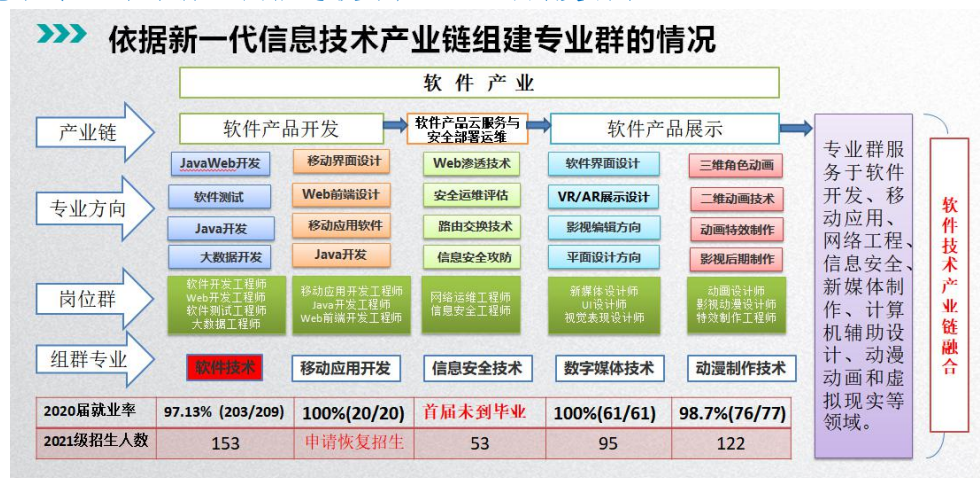 依据新一代信息技术产业链组建专业群的情况
软 件 产 业
产业链
软件产品开发
软件产品云服务与
安全部署运维
软件产品展示
专业方向
JavaWeb开发
移动界面设计
Web渗透技术
软件界面设计
三维角色动画
软件测试
Web前端设计
安全运维评估
VR/AR展示设计
二维动画技术
Java开发
移动应用软件
路由交换技术
影视编辑方向
动画特效制作
大数据开发
Java开发
信息安全攻防
平面设计方向
影视后期制作
岗位群
软件开发工程师
Web开发工程师
软件测试工程师
大数据工程师
移动应用开发工程师
Java开发工程师
Web前端开发工程师
网络运维工程师
信息安全工程师
新媒体设计师
UI设计师
视觉表现设计师
动画设计师
影视动漫设计师
特效制作工程师
组群专业
软件技术
移动应用开发
信息安全技术
数字媒体技术
动漫制作技术
2020届就业率 97.13% (203/209) 100%(20/20) 首届未到毕业 100%(61/61) 98.7%(76/77)
2021级招生人数 153 申请恢复招生 53 95 122
专业群服
务于软件
开发、移
动应用、
网络工程、
信息安全、
新媒体制
作、计算
机辅助设
计、动漫
动画和虚
拟现实等
领域。
软件技术产业链融合